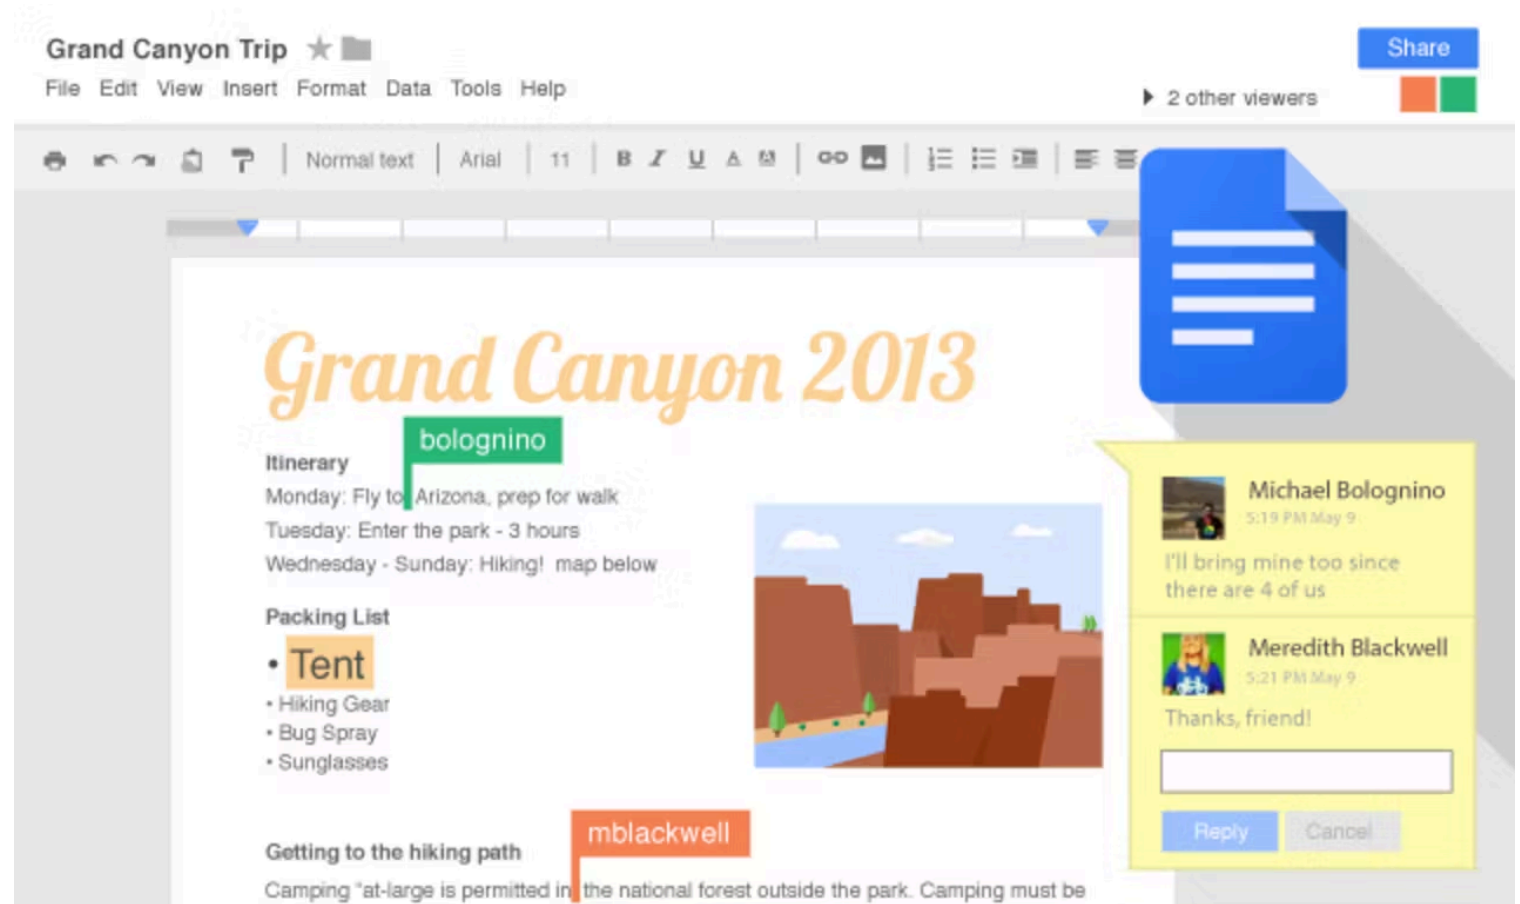 Grand Canyon Trip
Share
File Edit View Insert Format Data Tools Help
2 other viewers
Normal text Arial 11 B I U A A
Grand Canyon 2013
bolognino
Itinerary
Monday: Fly to Arizona, prep for walk
Tuesday: Enter the park - 3 hours
Wednesday - Sunday: Hiking! map below
Packing List
• Tent
• Hiking Gear
• Bug Spray
• Sunglasses
mblackwell
Getting to the hiking path
Camping "at-large is permitted in the national forest outside the park. Camping must be
Michael Bolognino
5:19 PM May 9
I'll bring mine too since
there are 4 of us
Meredith Blackwell
5:21 PM May 9
Thanks, friend!
Reply Cancel